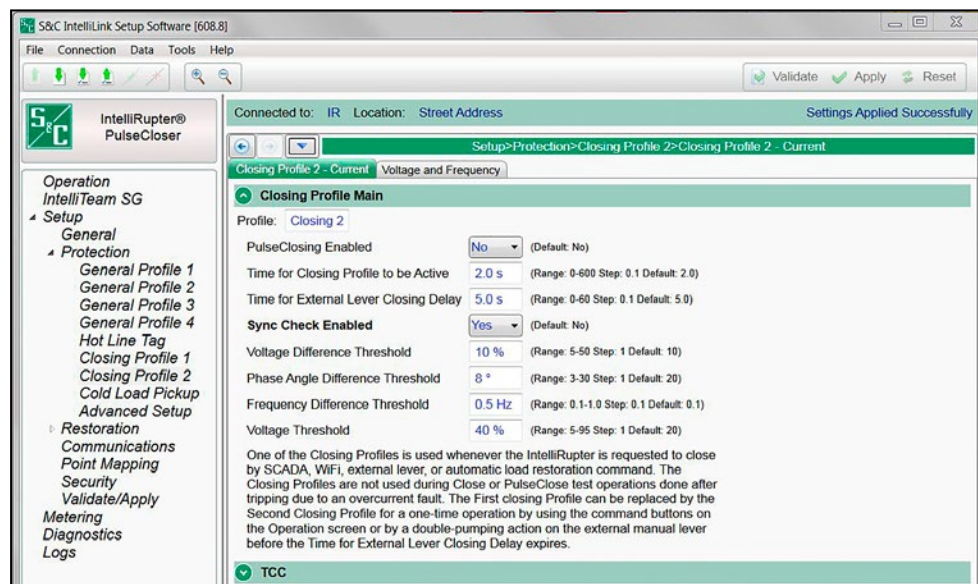 S&C IntelliLink Setup Software [608.8]
File Connection Data Tools Help
Validate Apply Reset
S&C
IntelliRupter®
PulseCloser
Connected to: IR Location: Street Address Settings Applied Successfully
Setup>Protection>Closing Profile 2>Closing Profile 2 - Current
Closing Profile 2 - Current Voltage and Frequency
Operation
IntelliTeam SG
Setup
General
Protection
General Profile 1
General Profile 2
General Profile 3
General Profile 4
Hot Line Tag
Closing Profile 1
Closing Profile 2
Cold Load Pickup
Advanced Setup
Restoration
Communications
Point Mapping
Security
Validate/Apply
Metering
Diagnostics
Logs
Closing Profile Main
Profile: Closing 2
PulseClosing Enabled No (Default: No)
Time for Closing Profile to be Active 2.0 s (Range: 0-600 Step: 0.1 Default: 2.0)
Time for External Lever Closing Delay 5.0 s (Range: 0-60 Step: 0.1 Default: 5.0)
Sync Check Enabled Yes (Default: No)
Voltage Difference Threshold 10 % (Range: 5-50 Step: 1 Default: 10)
Phase Angle Difference Threshold 8 ° (Range: 3-30 Step: 1 Default: 20)
Frequency Difference Threshold 0.5 Hz (Range: 0.1-1.0 Step: 0.1 Default: 0.1)
Voltage Threshold 40 % (Range: 5-95 Step: 1 Default: 20)
One of the Closing Profiles is used whenever the IntelliRupter is requested to close
by SCADA, WiFi, external lever, or automatic load restoration command. The
Closing Profiles are not used during Close or PulseClose test operations done after
tripping due to an overcurrent fault. The First closing Profile can be replaced by the
Second Closing Profile for a one-time operation by using the command buttons on
the Operation screen or by a double-pumping action on the external manual lever
before the Time for External Lever Closing Delay expires.
TCC